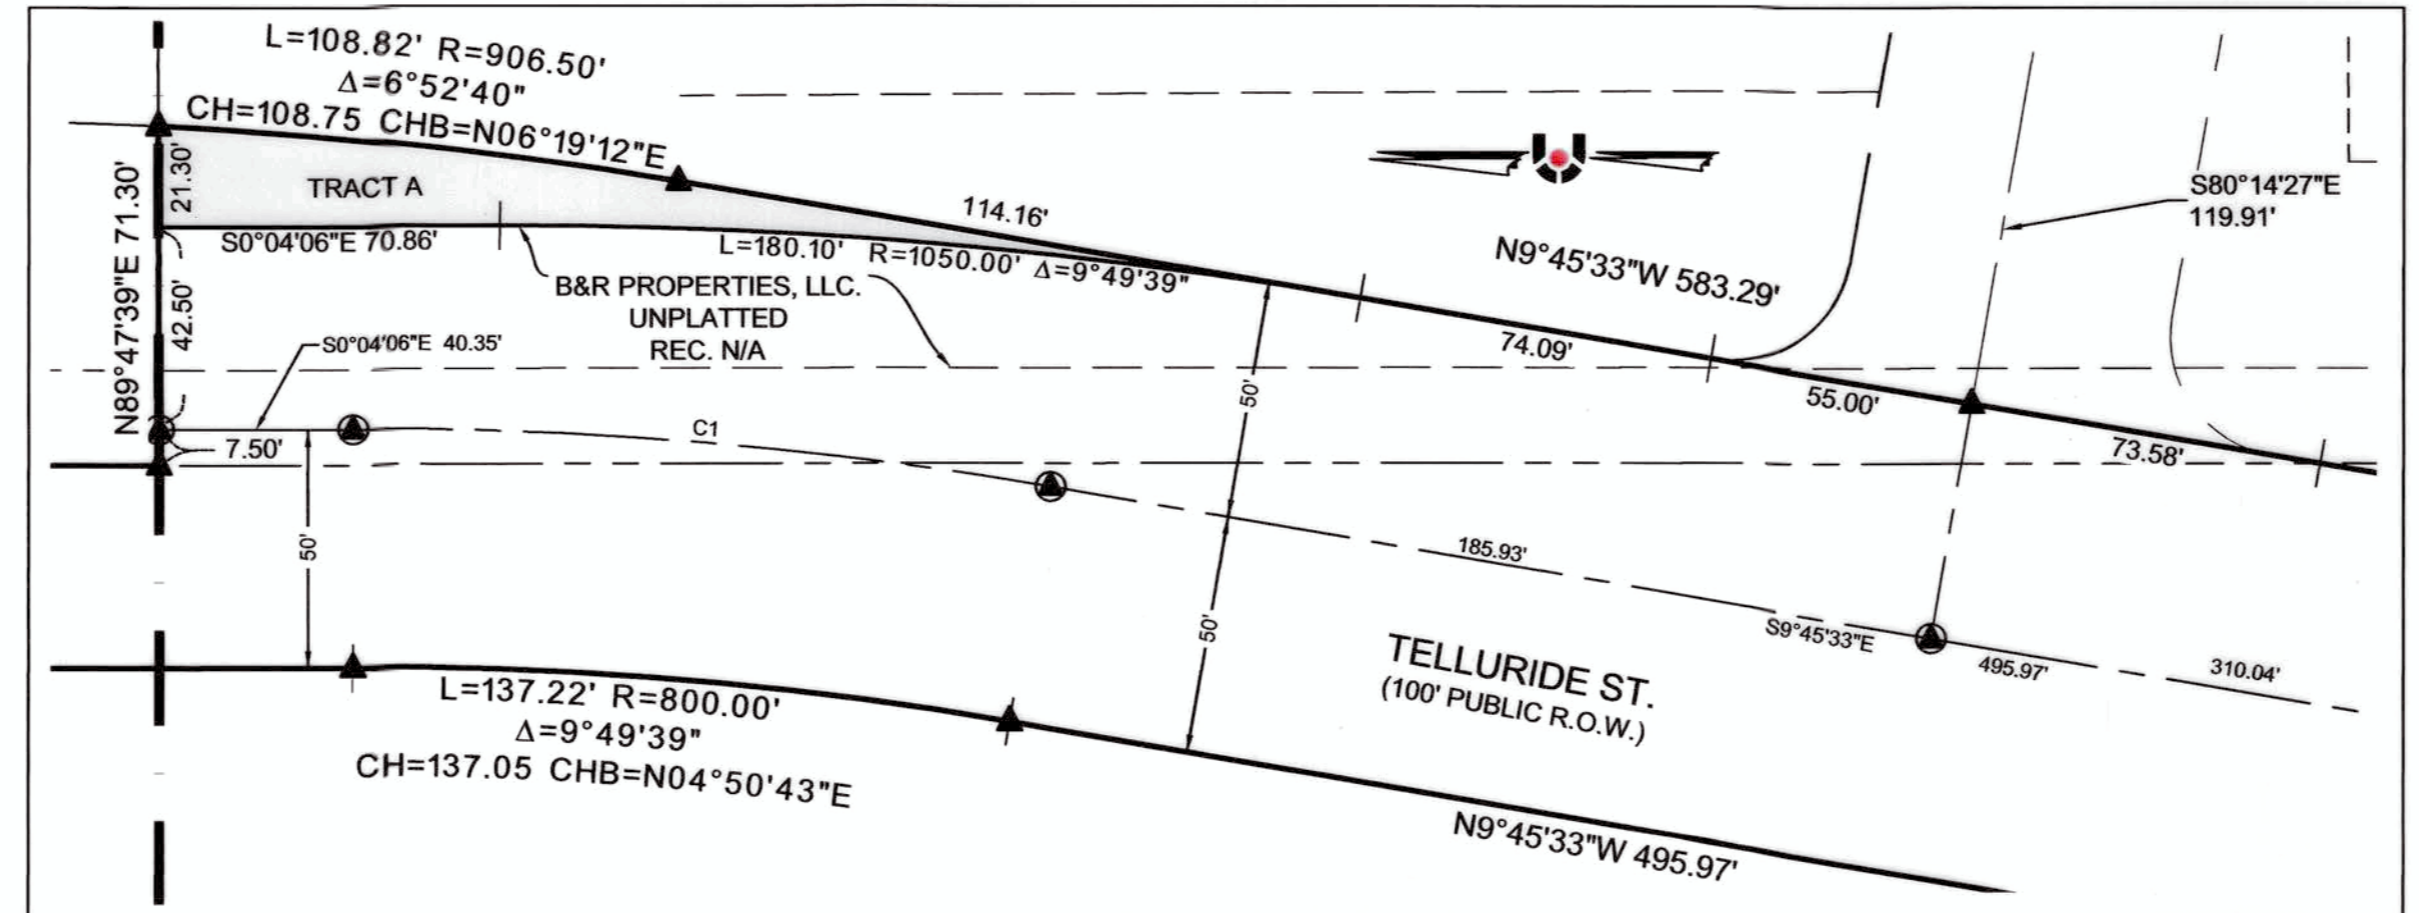 L=108.82' R=906.50'
Δ=6°52'40"
CH=108.75 CHB=N06°19'12"E
N89°47'39"E 71.30'
21.30'
TRACT A
S0°04'06"E 70.86'
114.16'
L=180.10' R=1050.00' Δ=9°49'39"
B&R PROPERTIES, LLC.
UNPLATTED
REC. N/A
42.50'
S0°04'06"E 40.35'
7.50'
C1
50'
N9°45'33"W 583.29'
S80°14'27"E
119.91'
74.09'
55.00'
73.58'
50'
50'
185.93'
S9°45'33"E
495.97'
310.04'
TELLURIDE ST.
(100' PUBLIC R.O.W.)
L=137.22' R=800.00'
Δ=9°49'39"
CH=137.05 CHB=N04°50'43"E
N9°45'33"W 495.97'